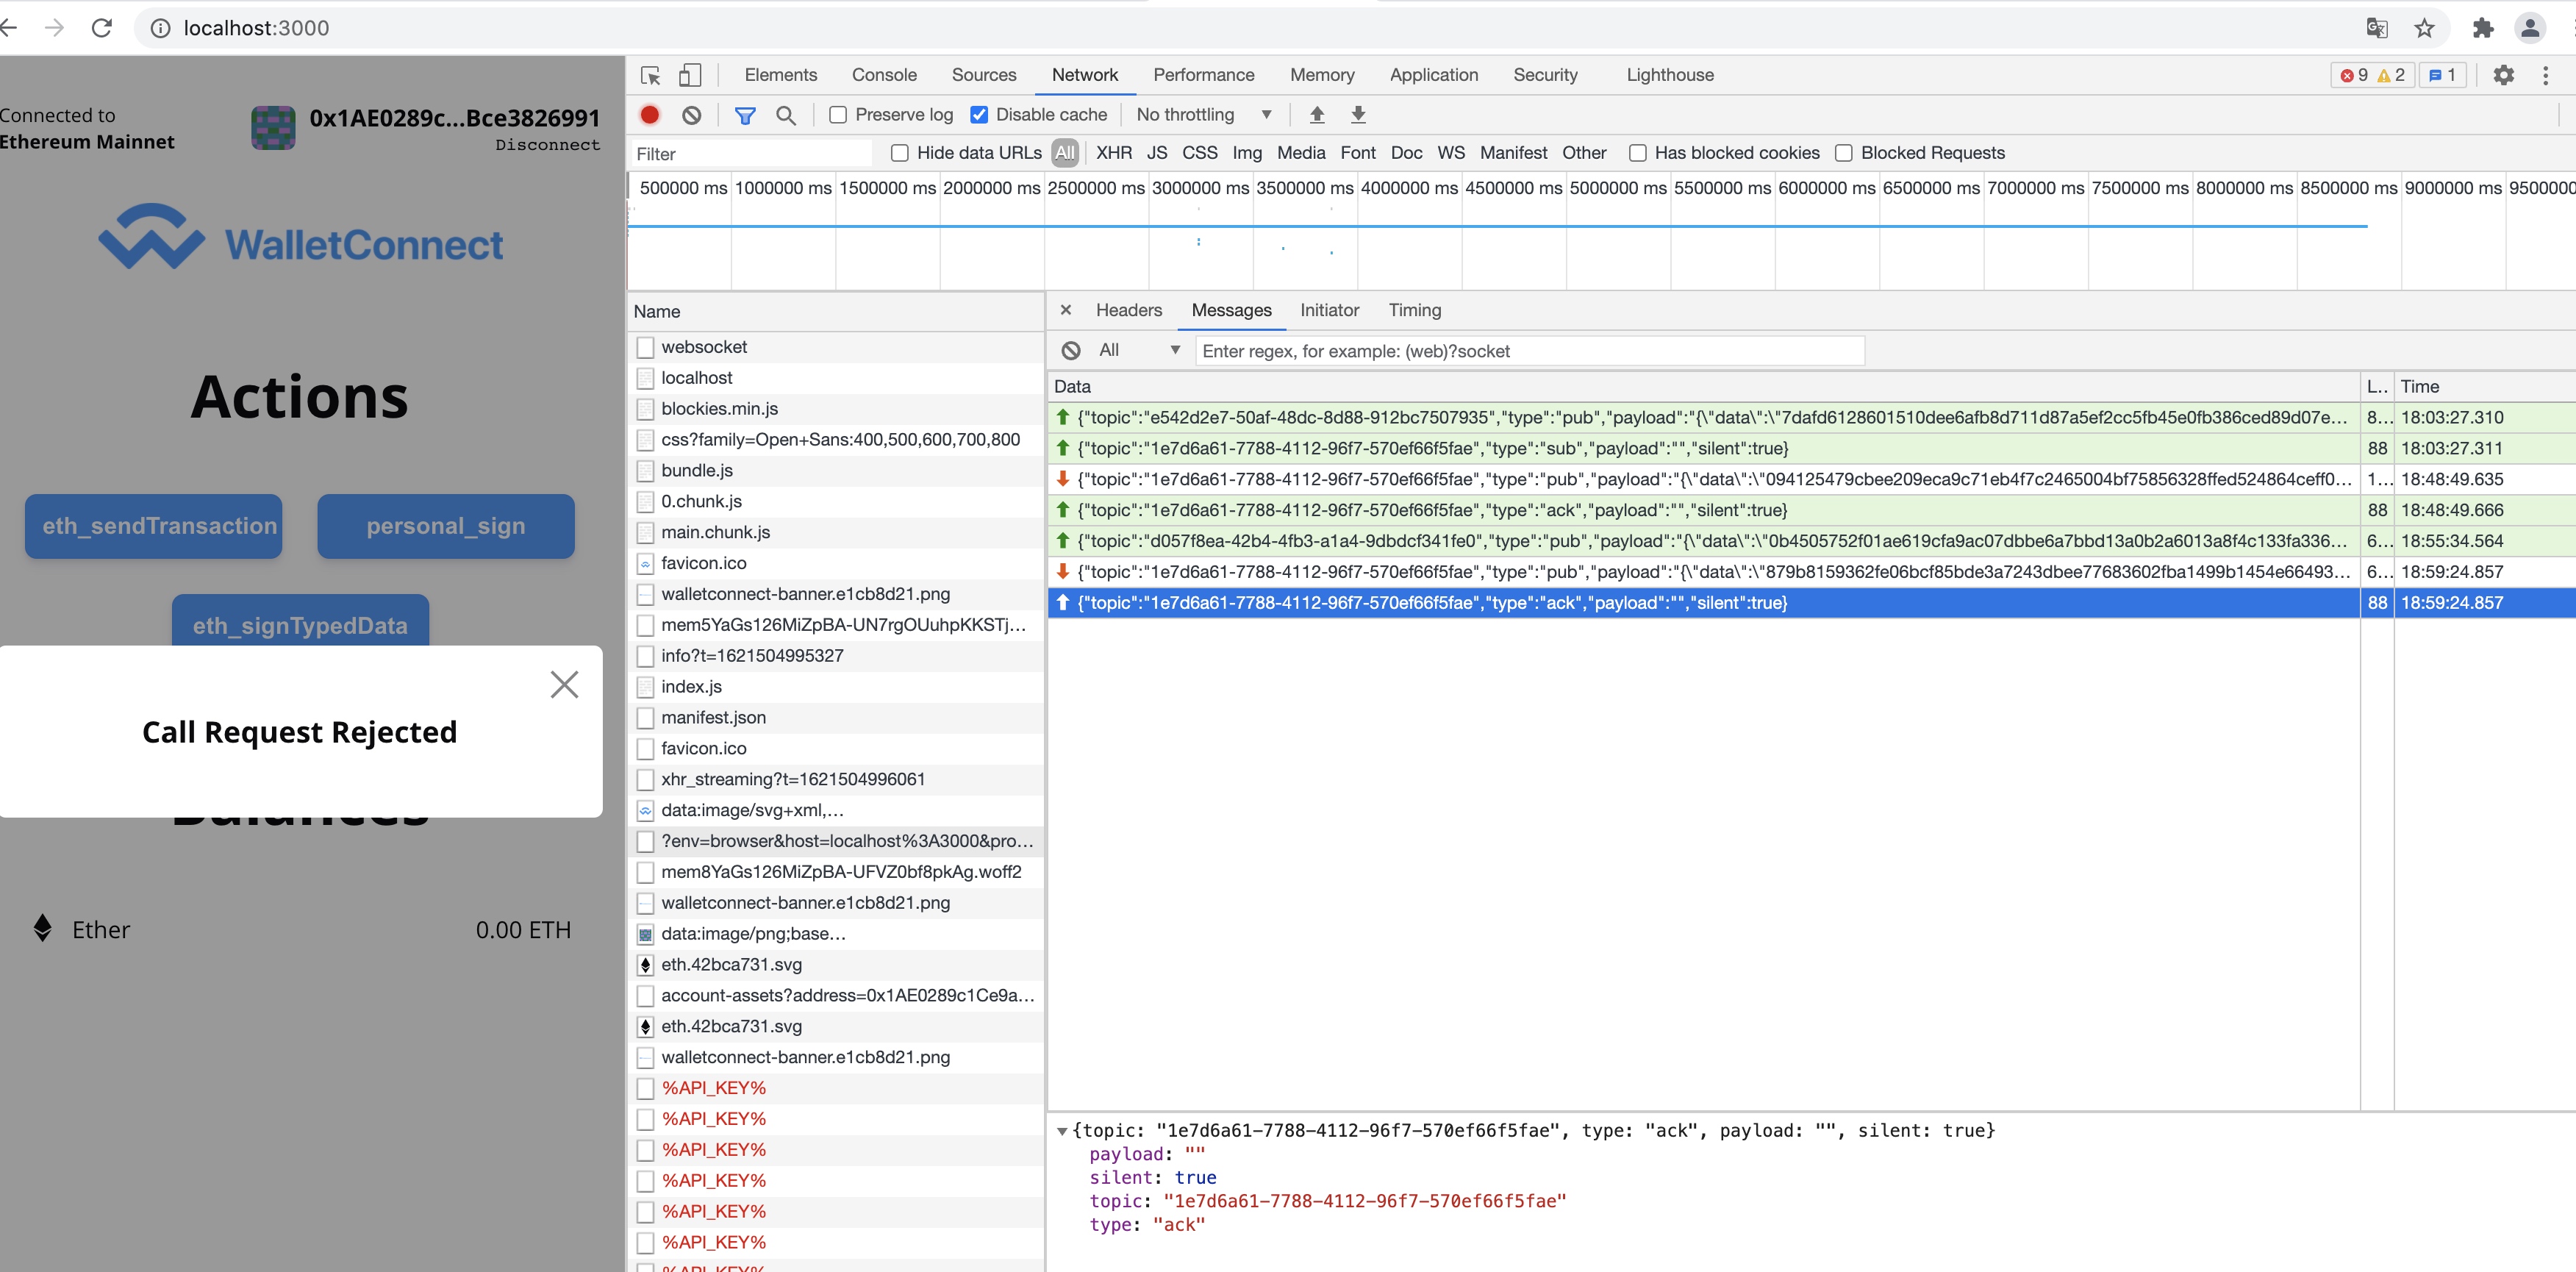 localhost:3000
Connected to
Ethereum Mainnet
0x1AE0289c...Bce3826991
Disconnect
WalletConnect
Actions
eth_sendTransaction
personal_sign
eth_signTypedData
Call Request Rejected
Balances
Ether
0.00 ETH
Elements Console Sources Network Performance Memory Application Security Lighthouse
9 2 1
Preserve log Disable cache No throttling
Filter
Hide data URLs All XHR JS CSS Img Media Font Doc WS Manifest Other Has blocked cookies Blocked Requests
500000 ms 1000000 ms 1500000 ms 2000000 ms 2500000 ms 3000000 ms 3500000 ms 4000000 ms 4500000 ms 5000000 ms 5500000 ms 6000000 ms 6500000 ms 7000000 ms 7500000 ms 8000000 ms 8500000 ms 9000000 ms 9500000
Name
websocket
localhost
blockies.min.js
css?family=Open+Sans:400,500,600,700,800
bundle.js
0.chunk.js
main.chunk.js
favicon.ico
walletconnect-banner.e1cb8d21.png
mem5YaGs126MiZpBA-UN7rgOUuhpKKSTj...
info?t=1621504995327
index.js
manifest.json
favicon.ico
xhr_streaming?t=1621504996061
data:image/svg+xml,...
?env=browser&host=localhost%3A3000&pro...
mem8YaGs126MiZpBA-UFVZ0bf8pkAg.woff2
walletconnect-banner.e1cb8d21.png
data:image/png;base...
eth.42bca731.svg
account-assets?address=0x1AE0289c1Ce9a...
eth.42bca731.svg
walletconnect-banner.e1cb8d21.png
%API_KEY%
%API_KEY%
%API_KEY%
%API_KEY%
%API_KEY%
%API_KEY%
%API_KEY%
Headers Messages Initiator Timing
All
Enter regex, for example: (web)?socket
Data L.. Time
{"topic":"e542d2e7-50af-48dc-8d88-912bc7507935","type":"pub","payload":"{\"data\":\"7dafd6128601510dee6afb8d711d87a5ef2cc5fb45e0fb386ced89d07e... 8... 18:03:27.310
{"topic":"1e7d6a61-7788-4112-96f7-570ef66f5fae","type":"sub","payload":"","silent":true} 88 18:03:27.311
{"topic":"1e7d6a61-7788-4112-96f7-570ef66f5fae","type":"pub","payload":"{\"data\":\"094125479cbee209eca9c71eb4f7c2465004bf75856328ffed524864ceff0... 1... 18:48:49.635
{"topic":"1e7d6a61-7788-4112-96f7-570ef66f5fae","type":"ack","payload":"","silent":true} 88 18:48:49.666
{"topic":"d057f8ea-42b4-4fb3-a1a4-9dbdcf341fe0","type":"pub","payload":"{\"data\":\"0b4505752f01ae619cfa9ac07dbbe6a7bbd13a0b2a6013a8f4c133fa336... 6... 18:55:34.564
{"topic":"1e7d6a61-7788-4112-96f7-570ef66f5fae","type":"pub","payload":"{\"data\":\"879b8159362fe06bcf85bde3a7243dbee77683602fba1499b1454e66493... 6... 18:59:24.857
{"topic":"1e7d6a61-7788-4112-96f7-570ef66f5fae","type":"ack","payload":"","silent":true} 88 18:59:24.857
{topic: "1e7d6a61-7788-4112-96f7-570ef66f5fae", type: "ack", payload: "", silent: true}
payload: ""
silent: true
topic: "1e7d6a61-7788-4112-96f7-570ef66f5fae"
type: "ack"